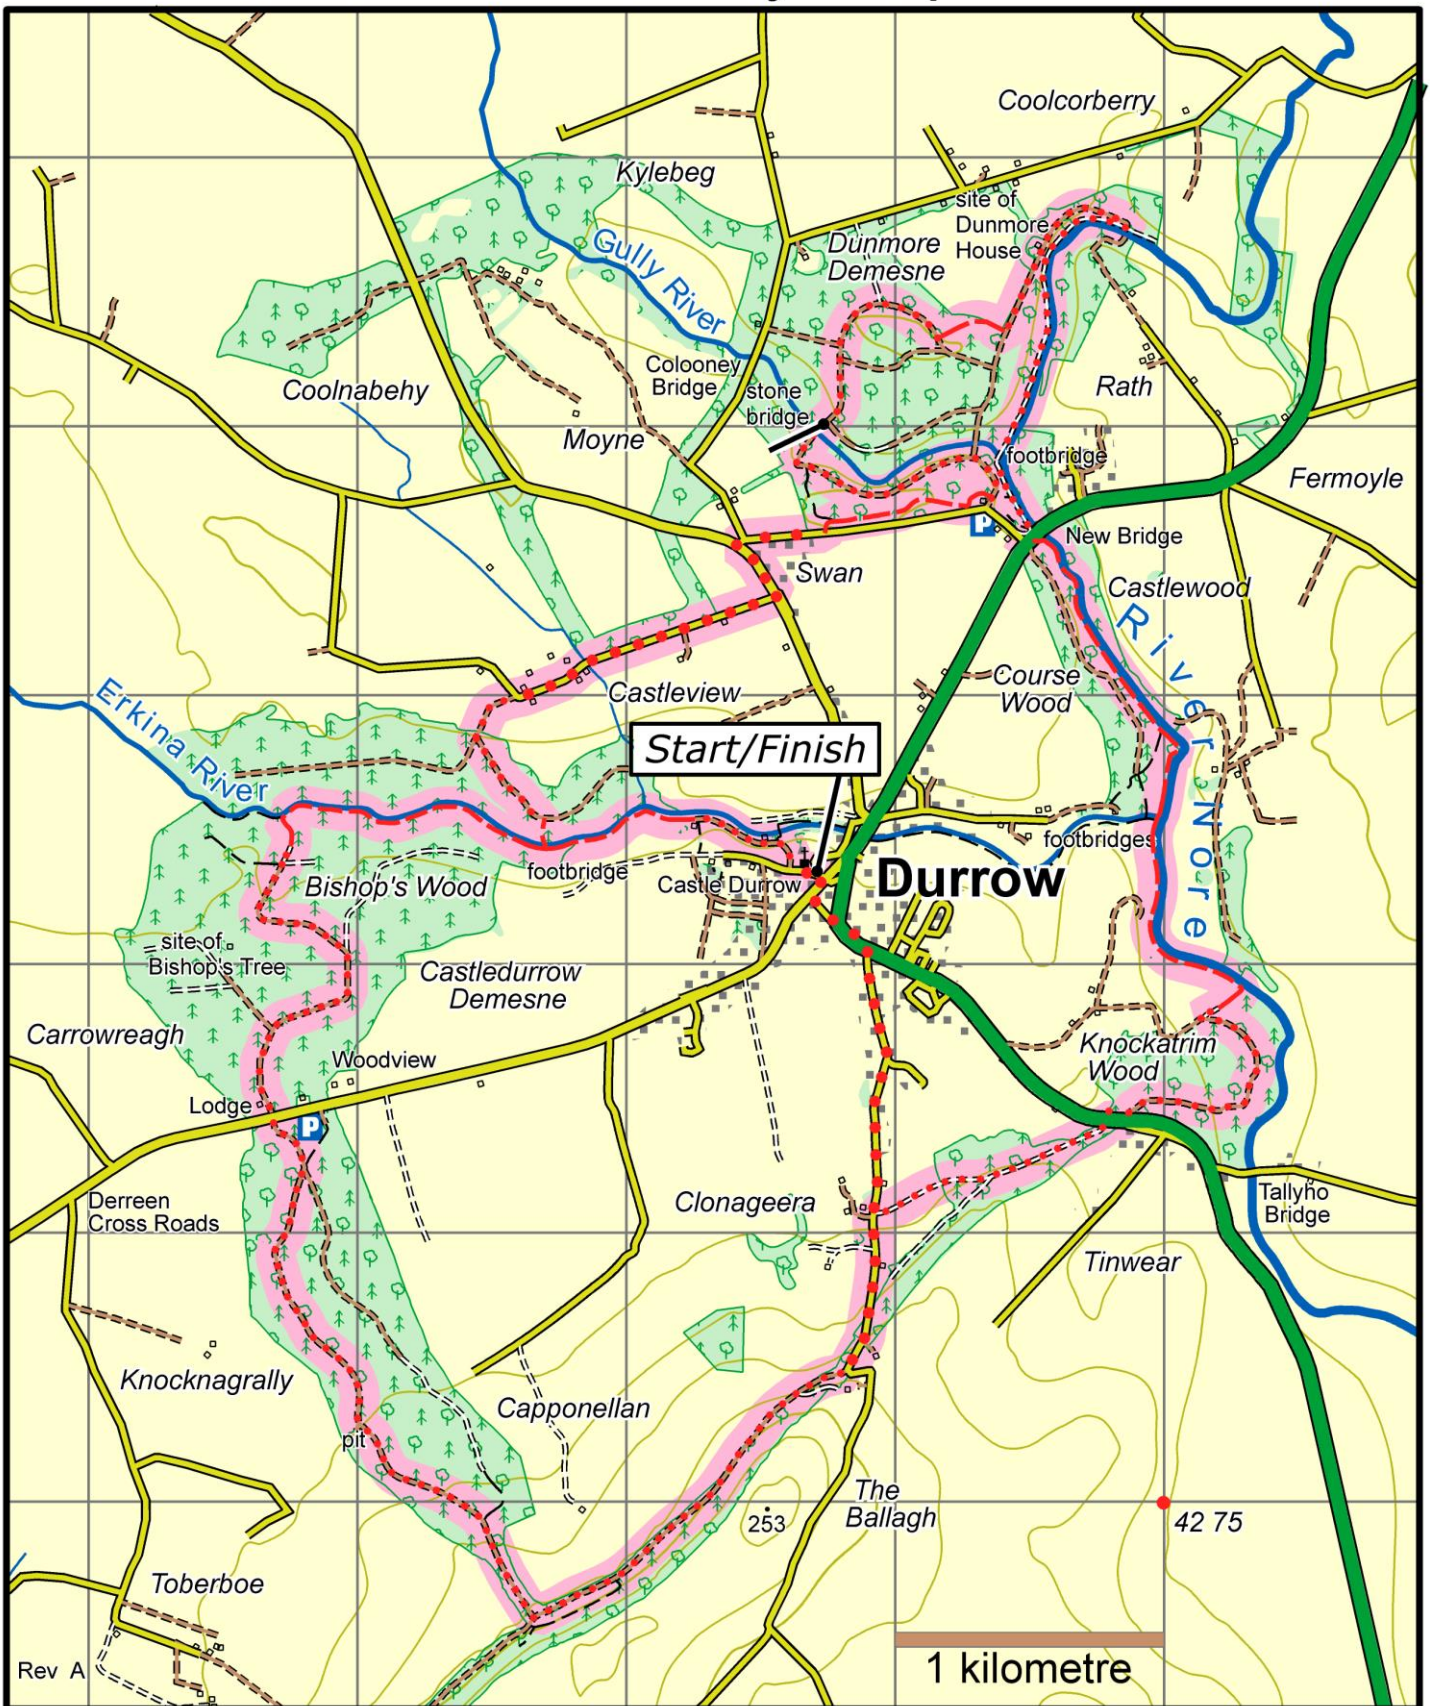 Coolcorberry
Kylebeg
site of
Dunmore
House
Dunmore
Demesne
Gully River
Colooney
Bridge
stone
bridge
Coolnabehy
Rath
Moyne
footbridge
Fermoyle
P
New Bridge
Swan
Castlewood
River Nore
Course
Wood
Castleview
Erkina River
Start/Finish
footbridges
footbridge
Bishop's Wood
Castle Durrow
Durrow
site of
Bishop's Tree
Castledurrow
Demesne
Carrowreagh
Woodview
Knockatrim
Wood
Lodge
P
Derreen
Cross Roads
Clonageera
Tallyho
Bridge
Tinwear
Knocknagrally
Capponellan
pit
The
Ballagh
253
42 75
Toberboe
Rev A
1 kilometre